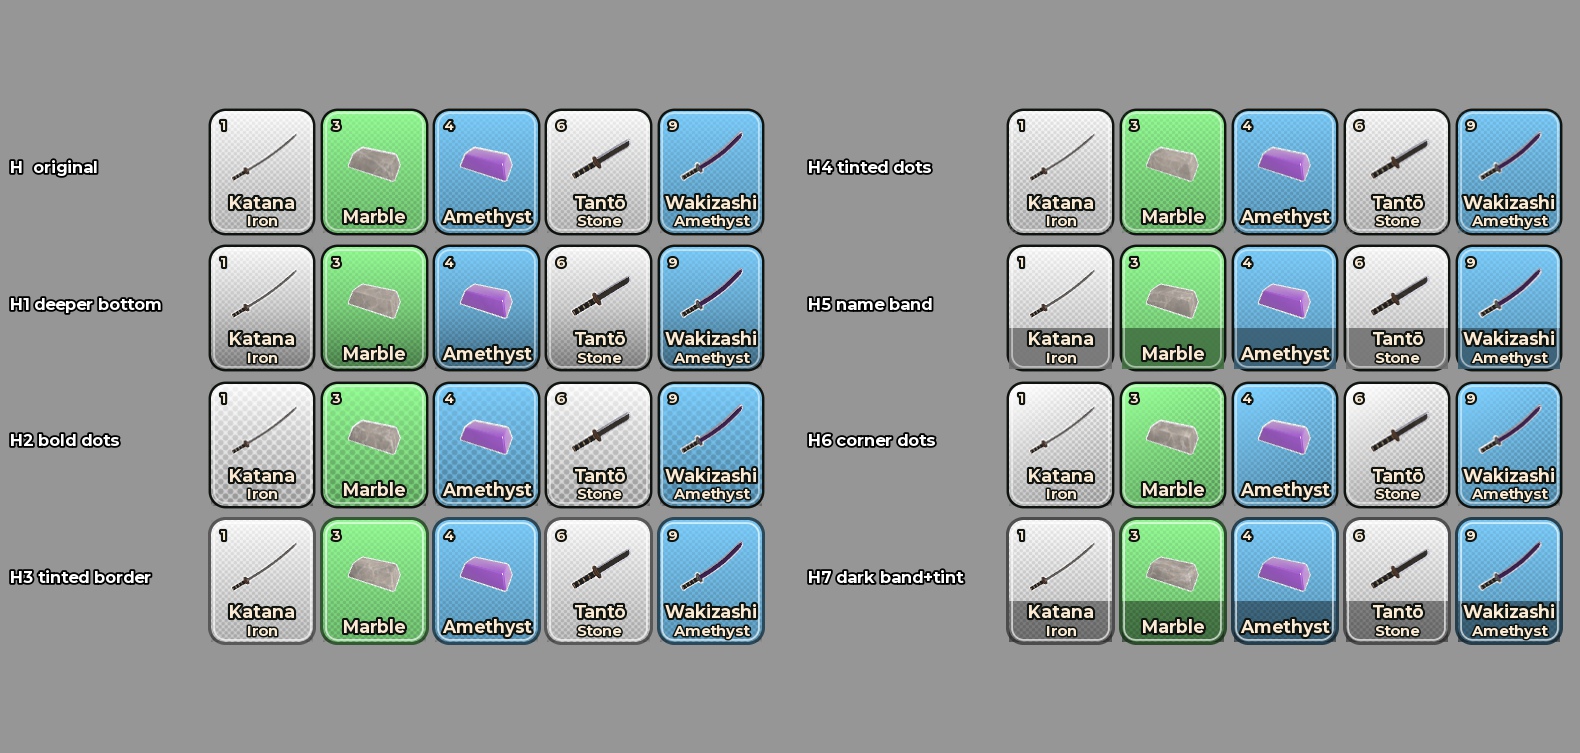 H original
1
3
4
6
9
Katana
Iron
Marble
Amethyst
Tantō
Stone
Wakizashi
Amethyst
H4 tinted dots
1
3
4
6
9
Katana
Iron
Marble
Amethyst
Tantō
Stone
Wakizashi
Amethyst
H1 deeper bottom
1
3
4
6
9
Katana
Iron
Marble
Amethyst
Tantō
Stone
Wakizashi
Amethyst
H5 name band
1
3
4
6
9
Katana
Iron
Marble
Amethyst
Tantō
Stone
Wakizashi
Amethyst
H2 bold dots
1
3
4
6
9
Katana
Iron
Marble
Amethyst
Tantō
Stone
Wakizashi
Amethyst
H6 corner dots
1
3
4
6
9
Katana
Iron
Marble
Amethyst
Tantō
Stone
Wakizashi
Amethyst
H3 tinted border
1
3
4
6
9
Katana
Iron
Marble
Amethyst
Tantō
Stone
Wakizashi
Amethyst
H7 dark band+tint
1
3
4
6
9
Katana
Iron
Marble
Amethyst
Tantō
Stone
Wakizashi
Amethyst